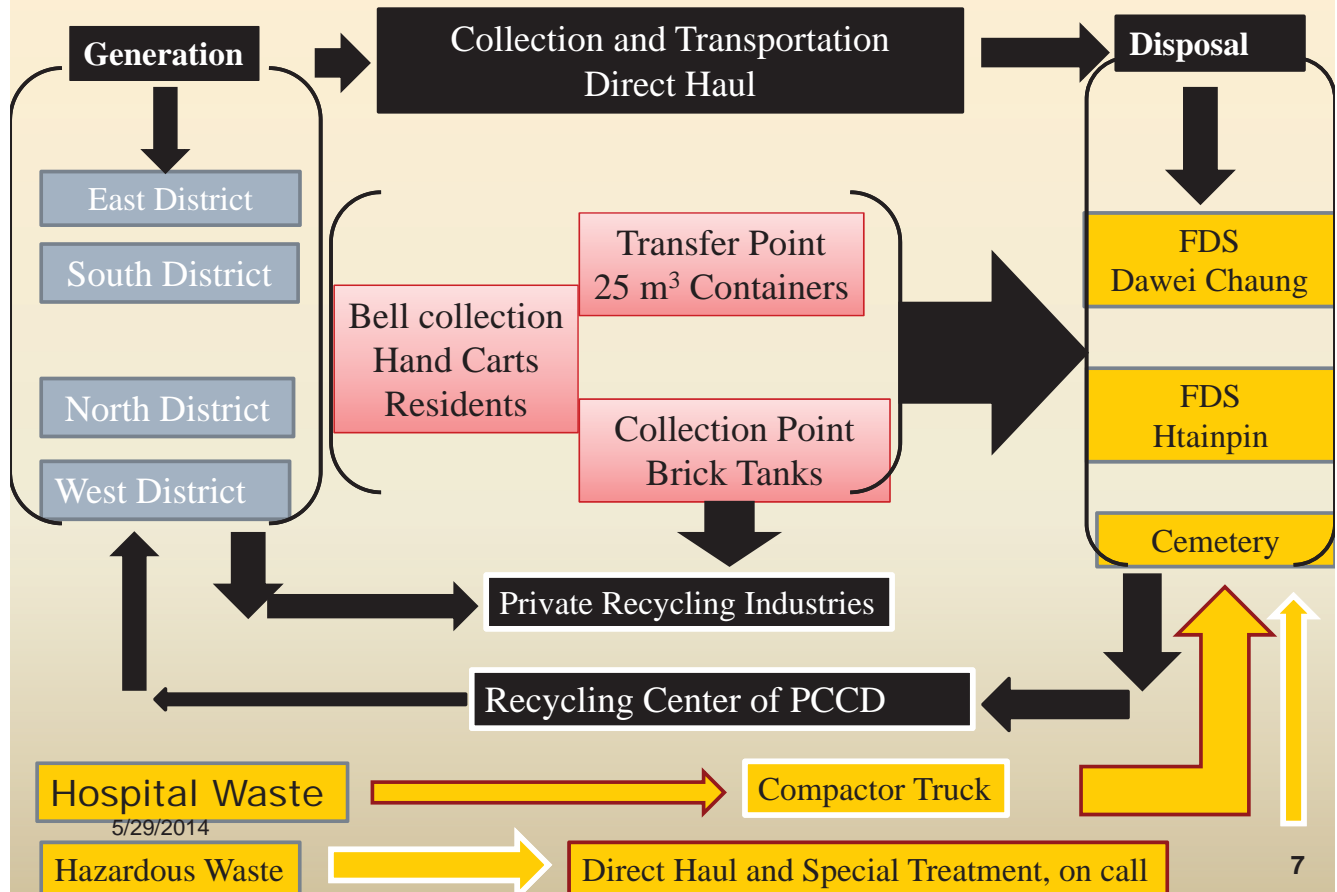 Generation
Collection and Transportation
Direct Haul
Disposal
East District
South District
North District
West District
Bell collection
Hand Carts
Residents
Transfer Point
25 m³ Containers
Collection Point
Brick Tanks
FDS
Dawei Chaung
FDS
Htainpin
Cemetery
Private Recycling Industries
Recycling Center of PCCD
Hospital Waste
Compactor Truck
5/29/2014
Hazardous Waste
Direct Haul and Special Treatment, on call
7